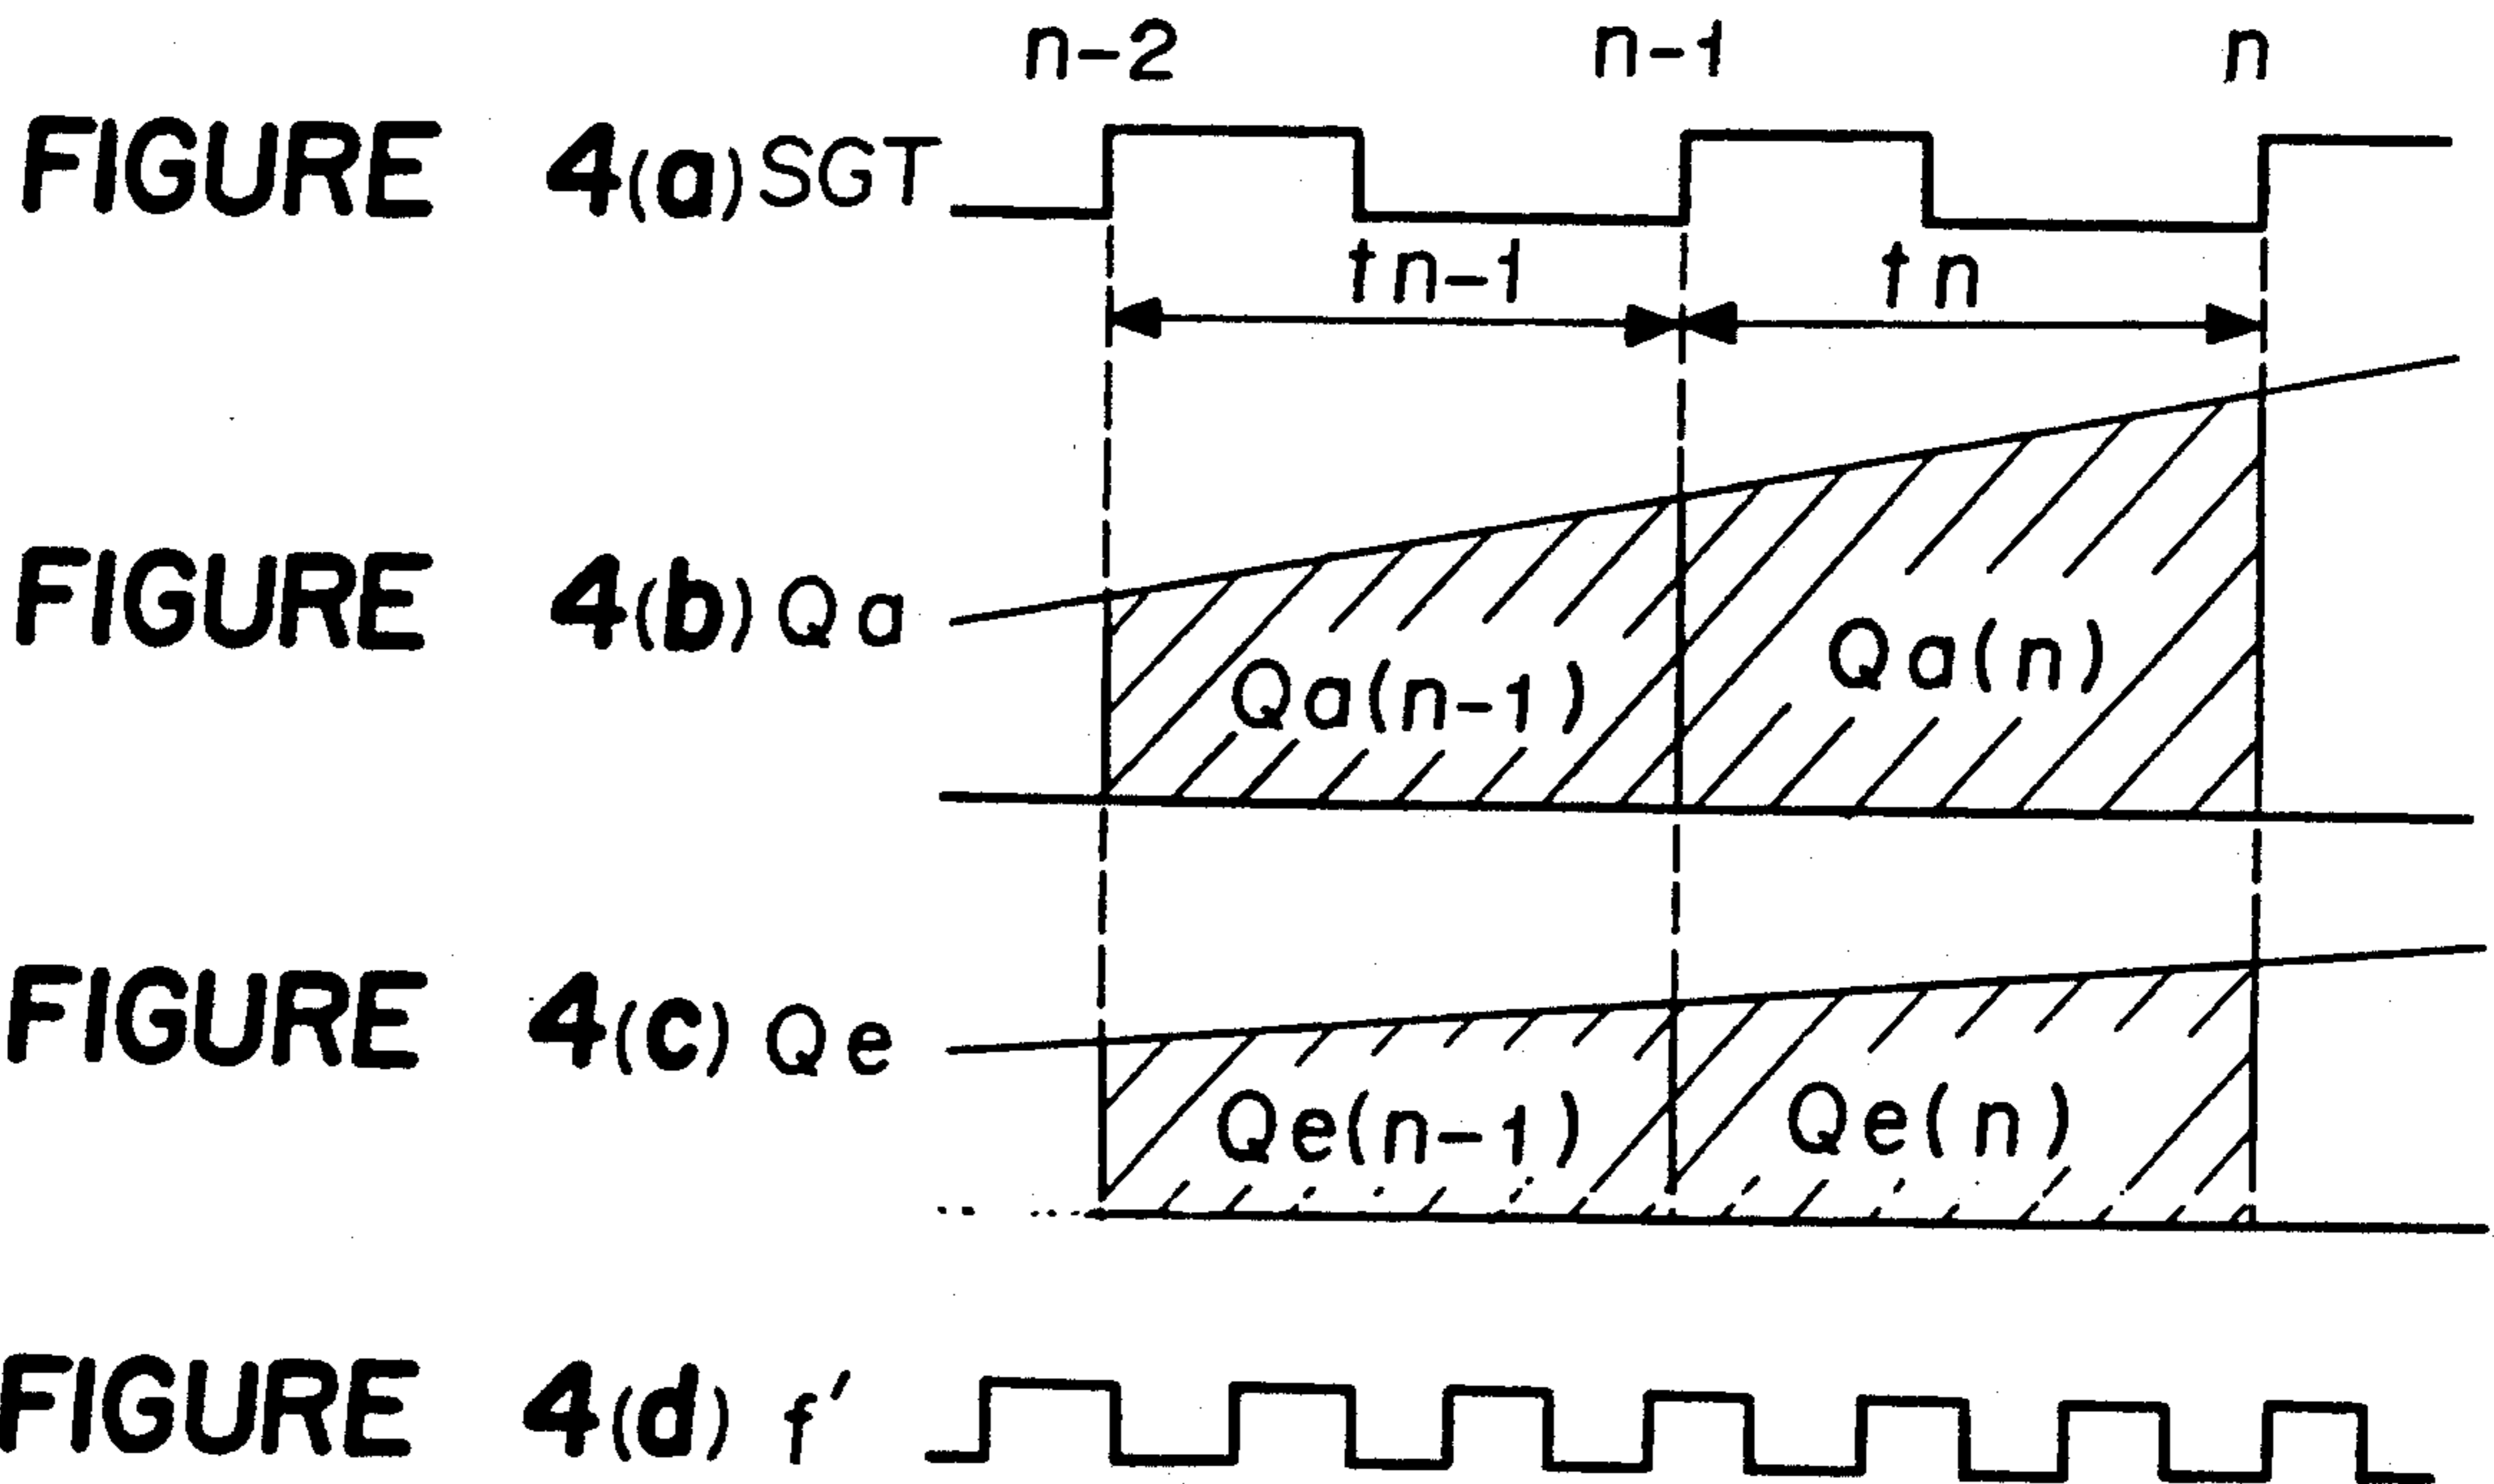 n-2 n-1 n
FIGURE 4(a) SGT
tn-1 tn
FIGURE 4(b) Qa
Qa(n-1) Qa(n)
FIGURE 4(c) Qe
Qe(n-1) Qe(n)
FIGURE 4(d) f'